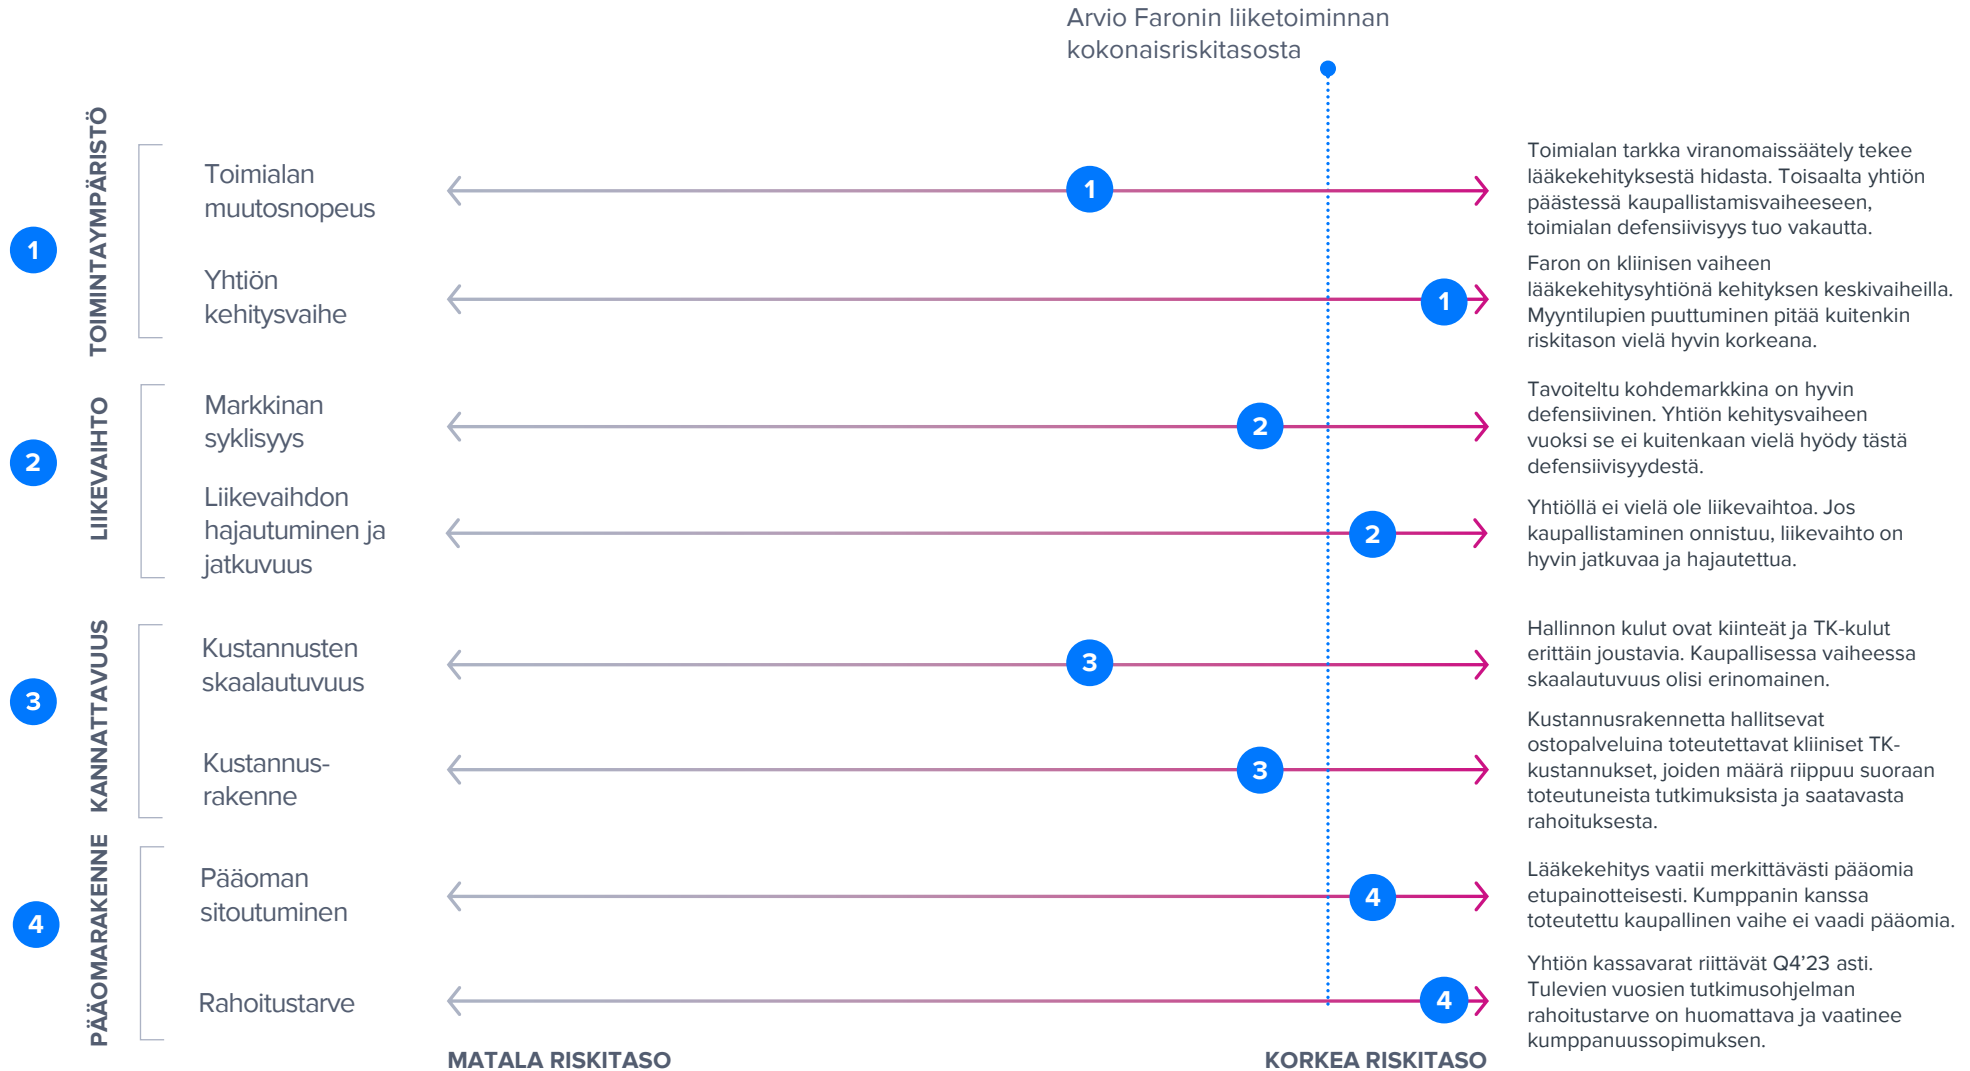 Arvio Faronin liiketoiminnan
kokonaisriskitasosta
1
TOIMINTAYMPÄRISTÖ
Toimialan
muutosnopeus
1
Toimialan tarkka viranomaissäätely tekee
lääkekehityksestä hidasta. Toisaalta yhtiön
päästessä kaupallistamisvaiheeseen,
toimialan defensiivisyys tuo vakautta.
Yhtiön
kehitysvaihe
1
Faron on kliinisen vaiheen
lääkekehitysyhtiönä kehityksen keskivaiheilla.
Myyntilupien puuttuminen pitää kuitenkin
riskitason vielä hyvin korkeana.
2
LIIKEVAIHTO
Markkinan
syklisyys
2
Tavoiteltu kohdemarkkina on hyvin
defensiivinen. Yhtiön kehitysvaiheen
vuoksi se ei kuitenkaan vielä hyödy tästä
defensiivisyydestä.
Liikevaihdon
hajautuminen ja
jatkuvuus
2
Yhtiöllä ei vielä ole liikevaihtoa. Jos
kaupallistaminen onnistuu, liikevaihto on
hyvin jatkuvaa ja hajautettua.
3
KANNATTAVUUS
Kustannusten
skaalautuvuus
3
Hallinnon kulut ovat kiinteät ja TK-kulut
erittäin joustavia. Kaupallisessa vaiheessa
skaalautuvuus olisi erinomainen.
Kustannus-
rakenne
3
Kustannusrakennetta hallitsevat
ostopalveluina toteutettavat kliiniset TK-
kustannukset, joiden määrä riippuu suoraan
toteutuneista tutkimuksista ja saatavasta
rahoituksesta.
4
PÄÄOMARAKENNE
Pääoman
sitoutuminen
4
Lääkekehitys vaatii merkittävästi pääomia
etupainotteisesti. Kumppanin kanssa
toteutettu kaupallinen vaihe ei vaadi pääomia.
Rahoitustarve
4
Yhtiön kassavarat riittävät Q4’23 asti.
Tulevien vuosien tutkimusohjelman
rahoitustarve on huomattava ja vaatinee
kumppanuussopimuksen.
MATALA RISKITASO
KORKEA RISKITASO